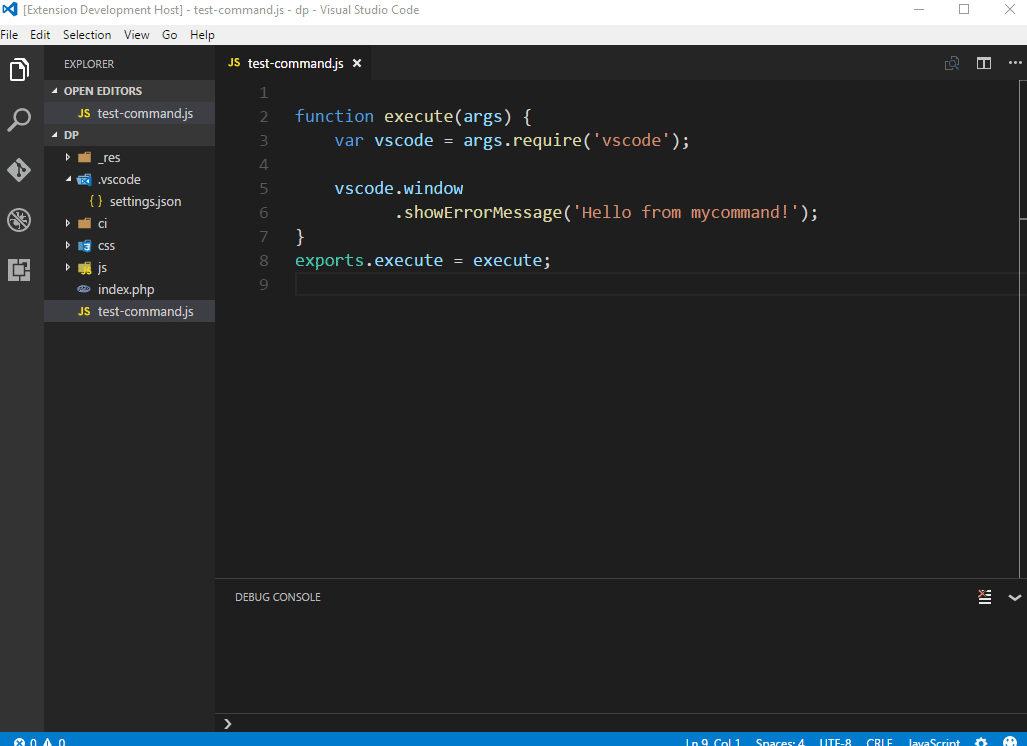 [Extension Development Host] - test-command.js - dp - Visual Studio Code
File Edit Selection View Go Help
EXPLORER
OPEN EDITORS
JS test-command.js
DP
_res
.vscode
{ } settings.json
ci
css
js
index.php
JS test-command.js
JS test-command.js ×
1
2 function execute(args) {
3     var vscode = args.require('vscode');
4
5     vscode.window
6           .showErrorMessage('Hello from mycommand!');
7 }
8 exports.execute = execute;
9
DEBUG CONSOLE
❯
0 0 Ln 9, Col 1 Spaces: 4 UTF-8 CRLF JavaScript